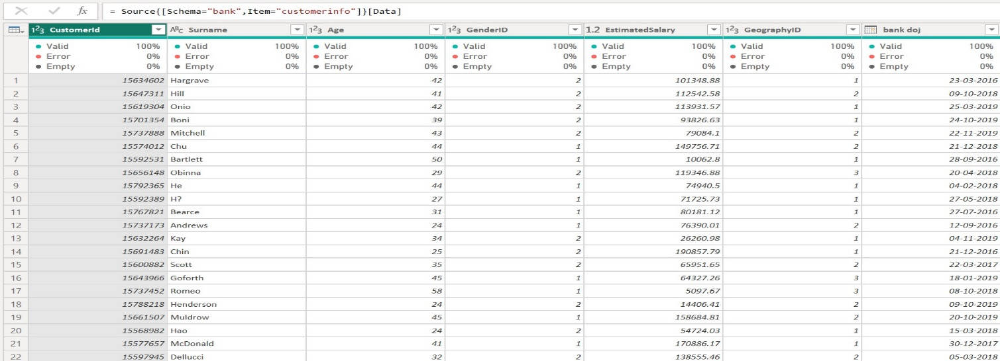 fx = Source{[Schema="bank",Item="customerinfo"]}[Data]
1²3 CustomerId ABC Surname 1²3 Age 1²3 GenderID 1.2 EstimatedSalary 1²3 GeographyID bank doj
Valid 100% Valid 100% Valid 100% Valid 100% Valid 100% Valid 100% Valid 100%
Error 0% Error 0% Error 0% Error 0% Error 0% Error 0% Error 0%
Empty 0% Empty 0% Empty 0% Empty 0% Empty 0% Empty 0% Empty 0%
1 15634602 Hargrave 42 2 101348.88 1 23-03-2016
2 15647311 Hill 41 2 112542.58 2 09-10-2018
3 15619304 Onio 42 2 113931.57 1 25-03-2019
4 15701354 Boni 39 2 93826.63 1 24-10-2019
5 15737888 Mitchell 43 2 79084.1 2 22-11-2019
6 15574012 Chu 44 1 149756.71 2 21-12-2018
7 15592531 Bartlett 50 1 10062.8 1 28-09-2016
8 15656148 Obinna 29 2 119346.88 3 20-04-2018
9 15792365 He 44 1 74940.5 1 04-02-2018
10 15592389 H? 27 1 71725.73 1 27-05-2018
11 15767821 Bearce 31 1 80181.12 1 27-07-2016
12 15737173 Andrews 24 1 76390.01 2 12-09-2016
13 15632264 Kay 34 2 26260.98 1 04-11-2019
14 15691483 Chin 25 2 190857.79 1 21-12-2016
15 15600882 Scott 35 2 65951.65 2 22-03-2017
16 15643966 Goforth 45 1 64327.26 3 18-01-2019
17 15737452 Romeo 58 1 5097.67 3 08-10-2018
18 15788218 Henderson 24 2 14406.41 2 09-10-2019
19 15661507 Muldrow 45 1 158684.81 2 20-10-2019
20 15568982 Hao 24 2 54724.03 1 15-03-2018
21 15577657 McDonald 41 1 170886.17 1 30-12-2017
22 15597945 Dellucci 32 2 138555.46 2 05-03-2018